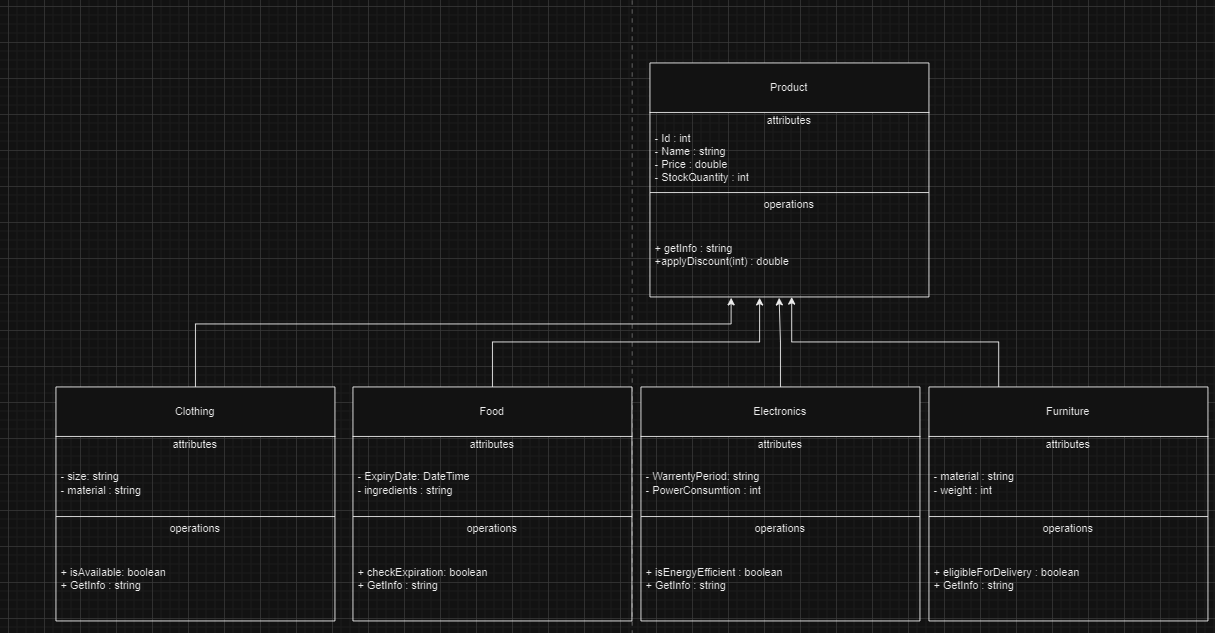 Product
attributes
- Id : int
- Name : string
- Price : double
- StockQuantity : int
operations
+ getInfo : string
+applyDiscount(int) : double
Clothing
attributes
- size: string
- material : string
operations
+ isAvailable: boolean
+ GetInfo : string
Food
attributes
- ExpiryDate: DateTime
- ingredients : string
operations
+ checkExpiration: boolean
+ GetInfo : string
Electronics
attributes
- WarrentyPeriod: string
- PowerConsumtion : int
operations
+ isEnergyEfficient : boolean
+ GetInfo : string
Furniture
attributes
- material : string
- weight : int
operations
+ eligibleForDelivery : boolean
+ GetInfo : string